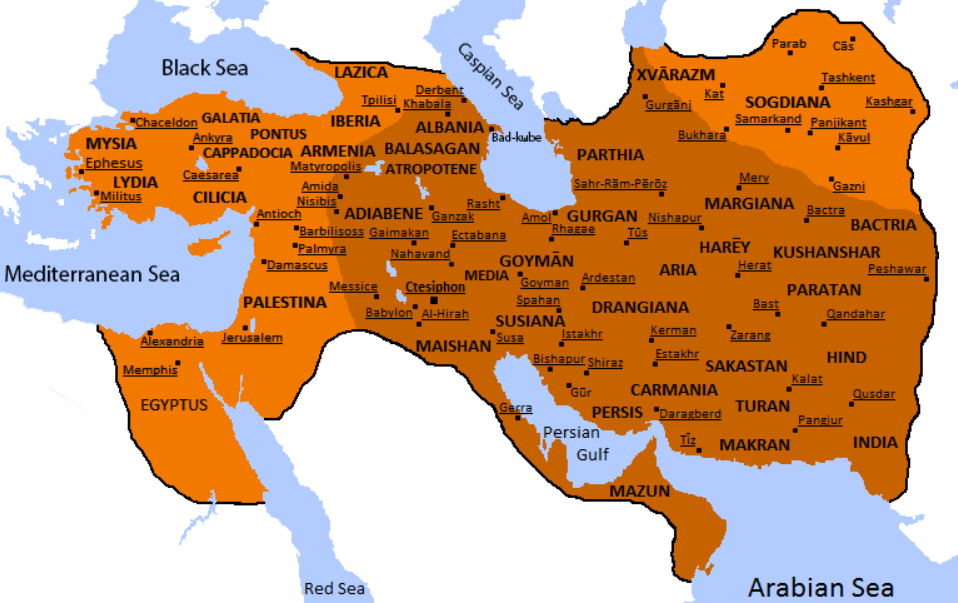 Black Sea
Caspian Sea
LAZICA
Parab
Cās
XVĀRAZM
Kat
Tashkent
Gurgāni
SOGDIANA
Kashgar
Derbent
Tpilisi
Khabala
Samarkand
Panjikant
Bukhara
Kāvul
Chaceldon
GALATIA
IBERIA
ALBANIA
Bad-kube
MYSIA
Ankyra
PONTUS
CAPPADOCIA
ARMENIA
BALASAGAN
PARTHIA
Ephesus
Caesarea
Matyropolis
ATROPOTENE
LYDIA
Militus
CILICIA
Amida
Nisibis
Sahr-Rām-Pērōz
Merv
Gazni
Rasht
MARGIANA
Antioch
ADIABENE
Ganzak
Amol
GURGAN
Nishapur
Bactra
BACTRIA
Barbilisoss
Gaimakan
Rhagae
Tūs
Ectabana
HARĒY
KUSHANSHAR
Palmyra
Nahavand
GOYMĀN
Mediterranean Sea
Damascus
MEDIA
Goyman
Ardestan
ARIA
Herat
Peshawar
Messice
Ctesiphon
PARATAN
PALESTINA
Spahan
DRANGIANA
Bast
Babylon
Al-Hirah
SUSIANA
Qandahar
Alexandria
Jerusalem
MAISHAN
Susa
Istakhr
Kerman
Zarang
Memphis
Bishapur
Shiraz
Estakhr
SAKASTAN
HIND
EGYPTUS
Gūr
CARMANIA
Kalat
Qusdar
Gerra
PERSIS
Daragberd
TURAN
Pangjur
Persian
Gulf
Tīz
MAKRAN
INDIA
MAZUN
Red Sea
Arabian Sea